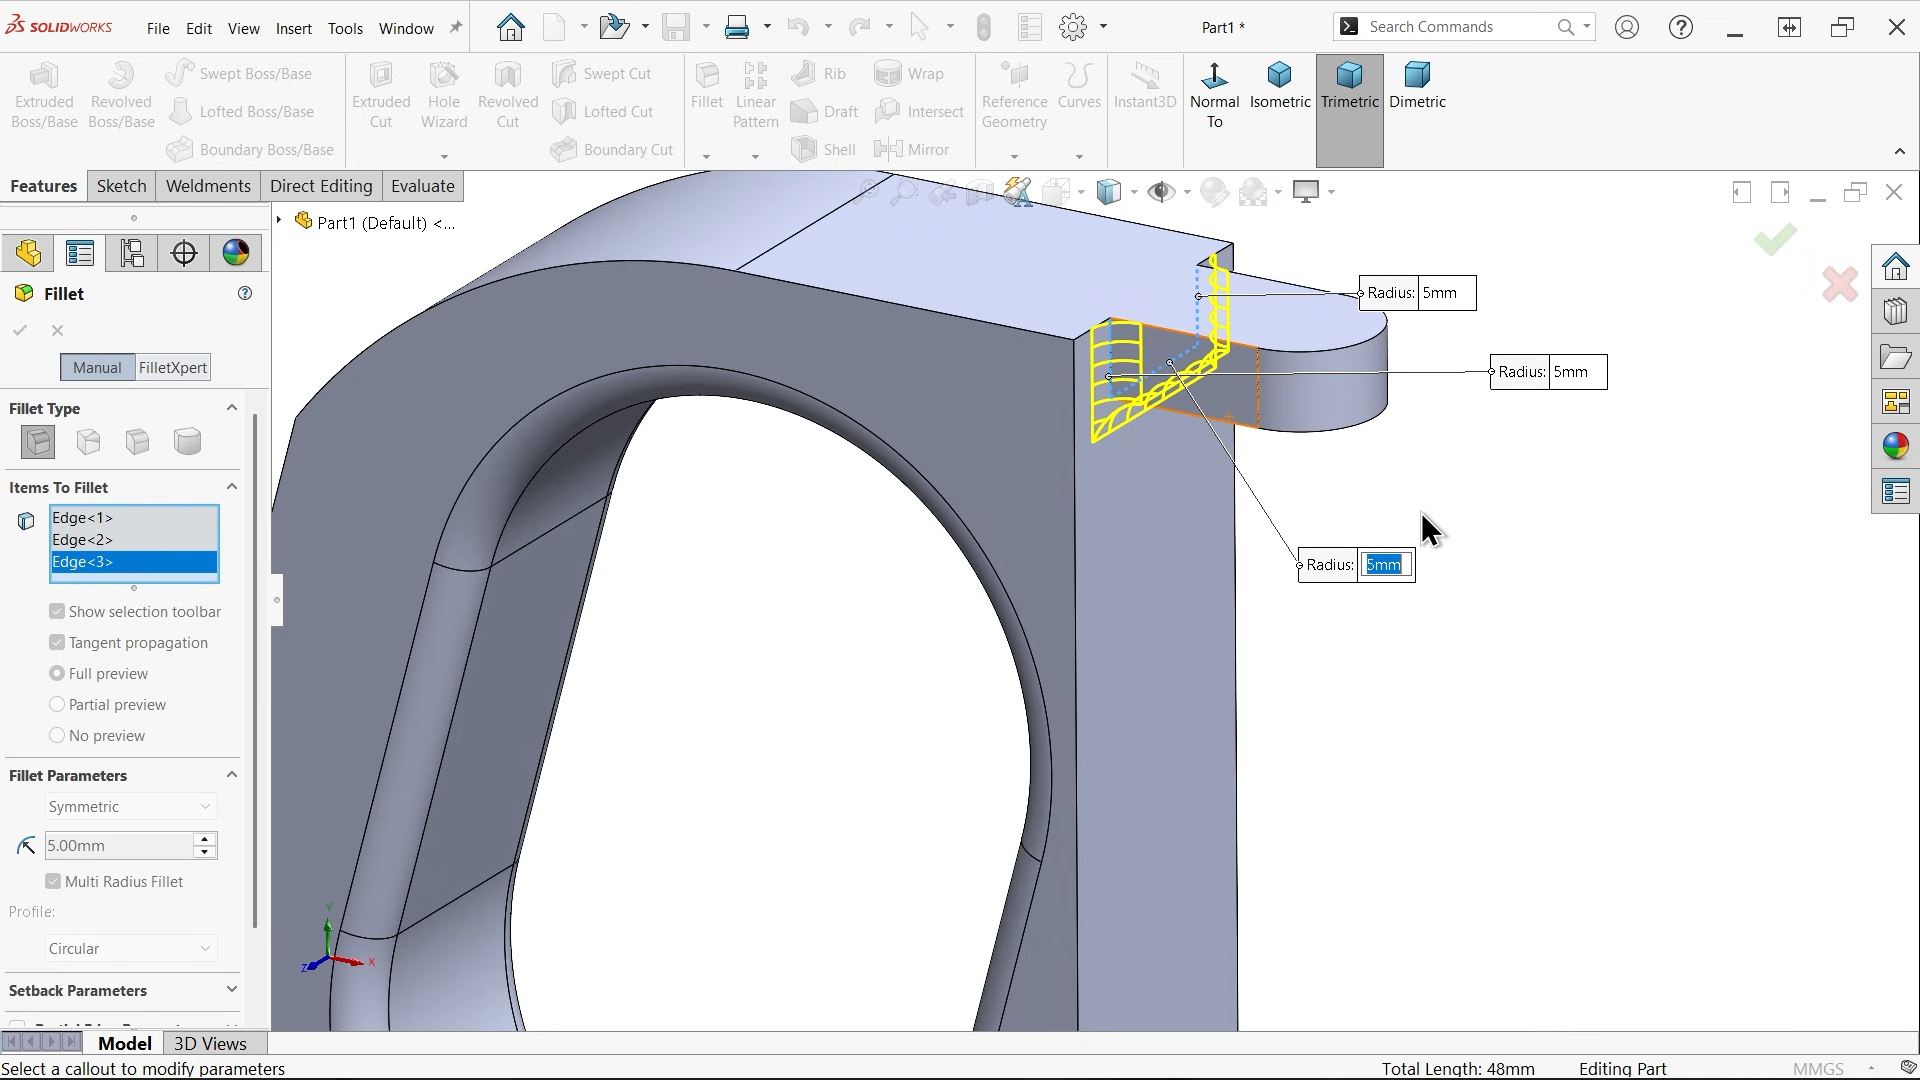 SOLIDWORKS
File Edit View Insert Tools Window
Part1 *
Search Commands
Extruded Boss/Base
Revolved Boss/Base
Swept Boss/Base
Lofted Boss/Base
Boundary Boss/Base
Extruded Cut
Hole Wizard
Revolved Cut
Swept Cut
Lofted Cut
Boundary Cut
Fillet
Linear Pattern
Rib
Draft
Shell
Wrap
Intersect
Mirror
Reference Geometry
Curves
Instant3D
Normal To
Isometric
Trimetric
Dimetric
Features Sketch Weldments Direct Editing Evaluate
Part1 (Default) <...
Fillet
Manual FilletXpert
Fillet Type
Items To Fillet
Edge<1>
Edge<2>
Edge<3>
Show selection toolbar
Tangent propagation
Full preview
Partial preview
No preview
Fillet Parameters
Symmetric
5.00mm
Multi Radius Fillet
Profile:
Circular
Setback Parameters
Radius: 5mm
Radius: 5mm
Radius: 5mm
Y
X
Z
Model 3D Views
Select a callout to modify parameters
Total Length: 48mm Editing Part MMGS